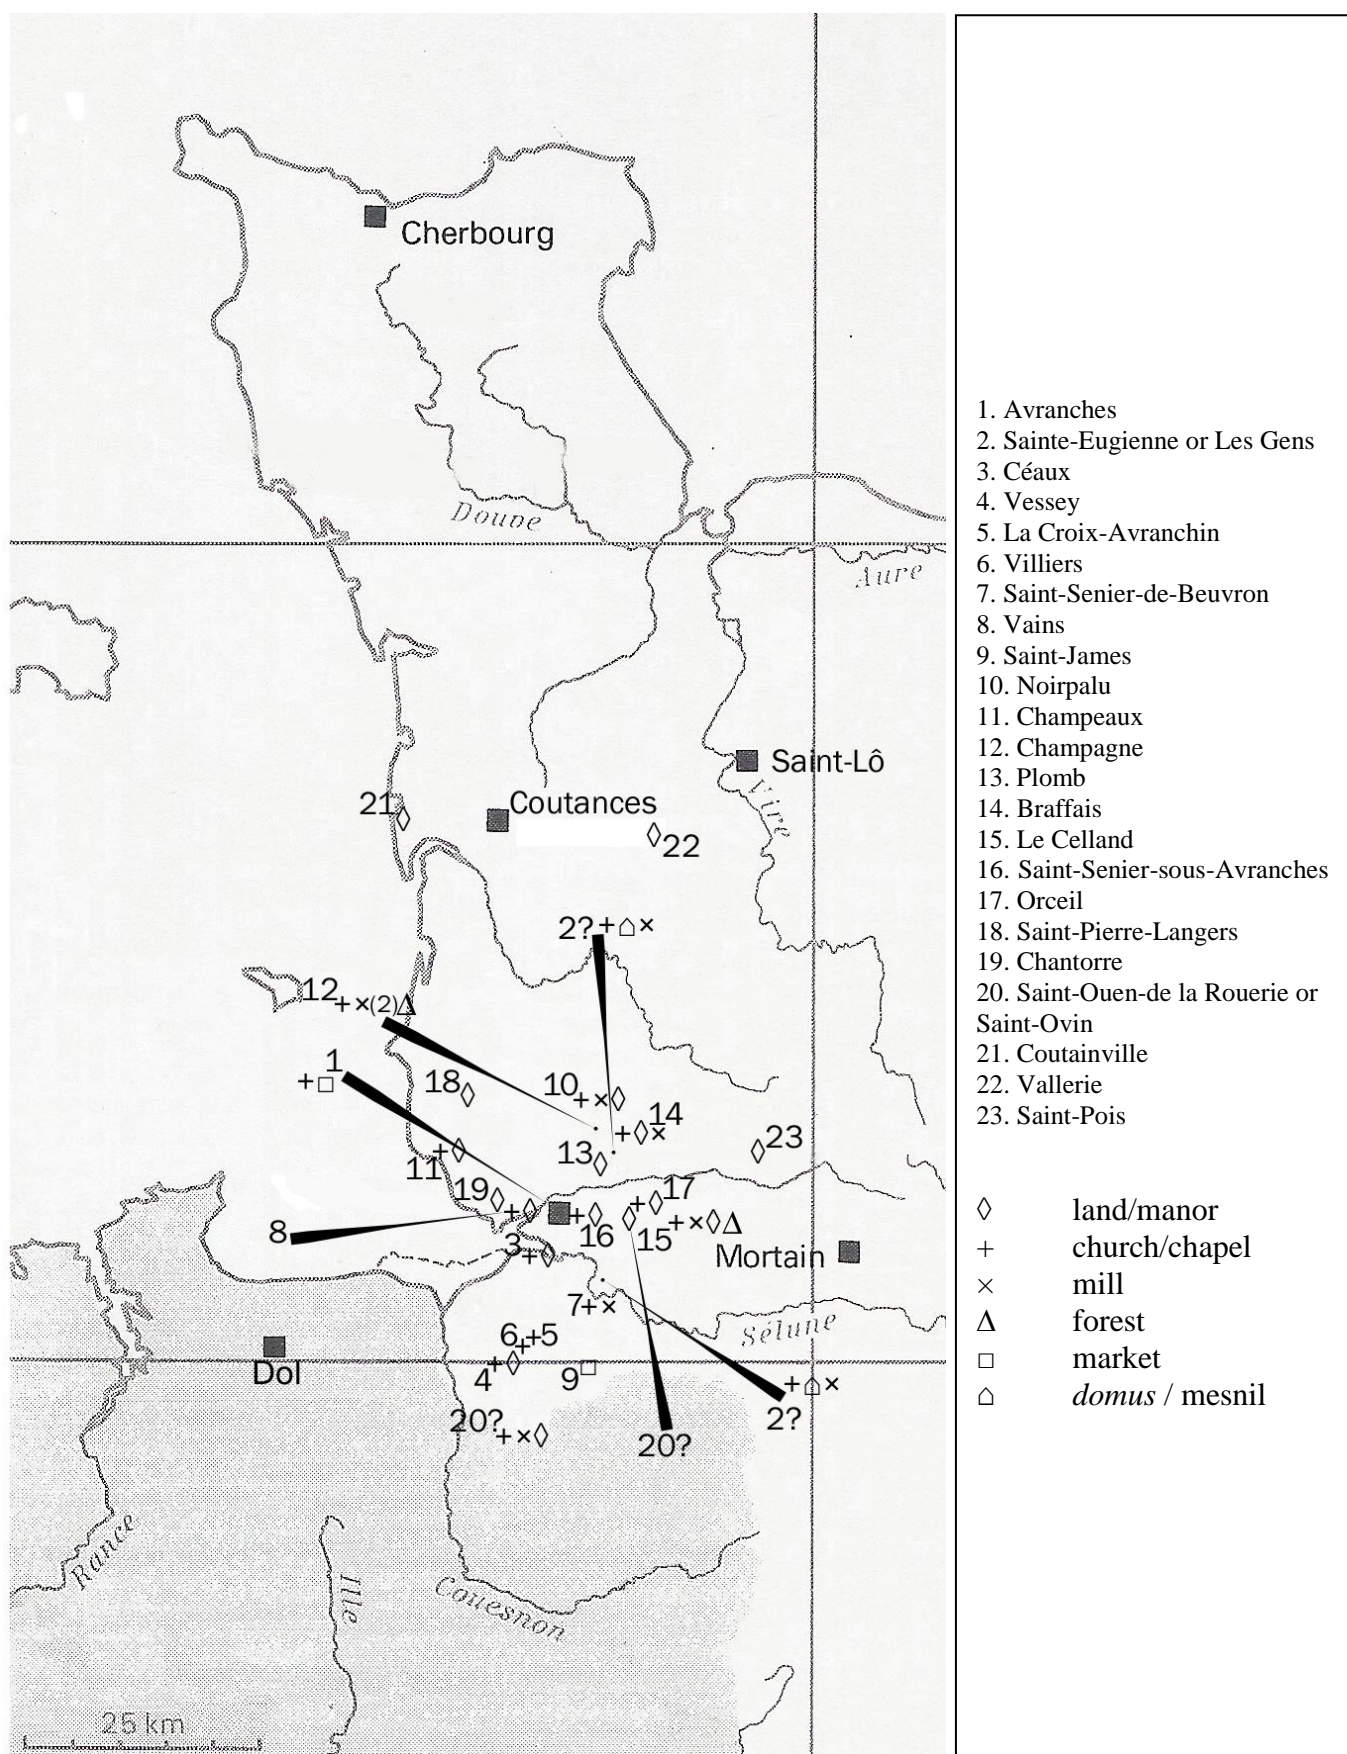 Cherbourg
Douve
Aure
Saint-Lô
Vire
Coutances
21
22
2?+⌂×
12+×(2)Δ
1
+□
18
10+×
14
+ ×
13
23
11
+
19
17
+
+
8
+
16
15
+×
Δ
Mortain
3+
7+×
Sélune
6
+5
+
4
9
□
Dol
+⌂×
2?
20?
+×◊
20?
Rance
Ille
Couesnon
25 km
1. Avranches
2. Sainte-Eugienne or Les Gens
3. Céaux
4. Vessey
5. La Croix-Avranchin
6. Villiers
7. Saint-Senier-de-Beuvron
8. Vains
9. Saint-James
10. Noirpalu
11. Champeaux
12. Champagne
13. Plomb
14. Braffais
15. Le Celland
16. Saint-Senier-sous-Avranches
17. Orceil
18. Saint-Pierre-Langers
19. Chantorre
20. Saint-Ouen-de la Rouerie or
Saint-Ovin
21. Coutainville
22. Vallerie
23. Saint-Pois
◊ land/manor
+ church/chapel
× mill
Δ forest
□ market
⌂ domus / mesnil